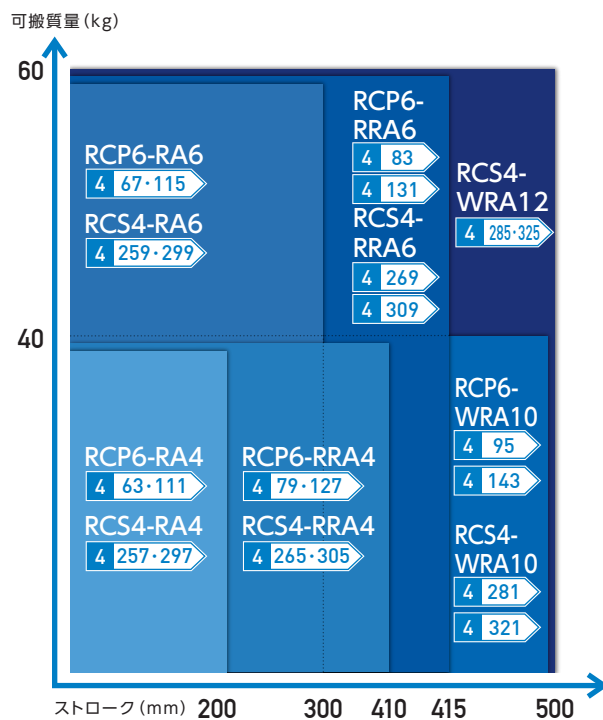 可搬質量(kg)
60
RCP6-RA6
4 67・115
RCS4-RA6
4 259・299
RCP6-
RRA6
4 83
4 131
RCS4-
RRA6
4 269
4 309
RCS4-
WRA12
4 285・325
40
RCP6-RA4
4 63・111
RCS4-RA4
4 257・297
RCP6-RRA4
4 79・127
RCS4-RRA4
4 265・305
RCP6-
WRA10
4 95
4 143
RCS4-
WRA10
4 281
4 321
ストローク(mm) 200 300 410 415 500